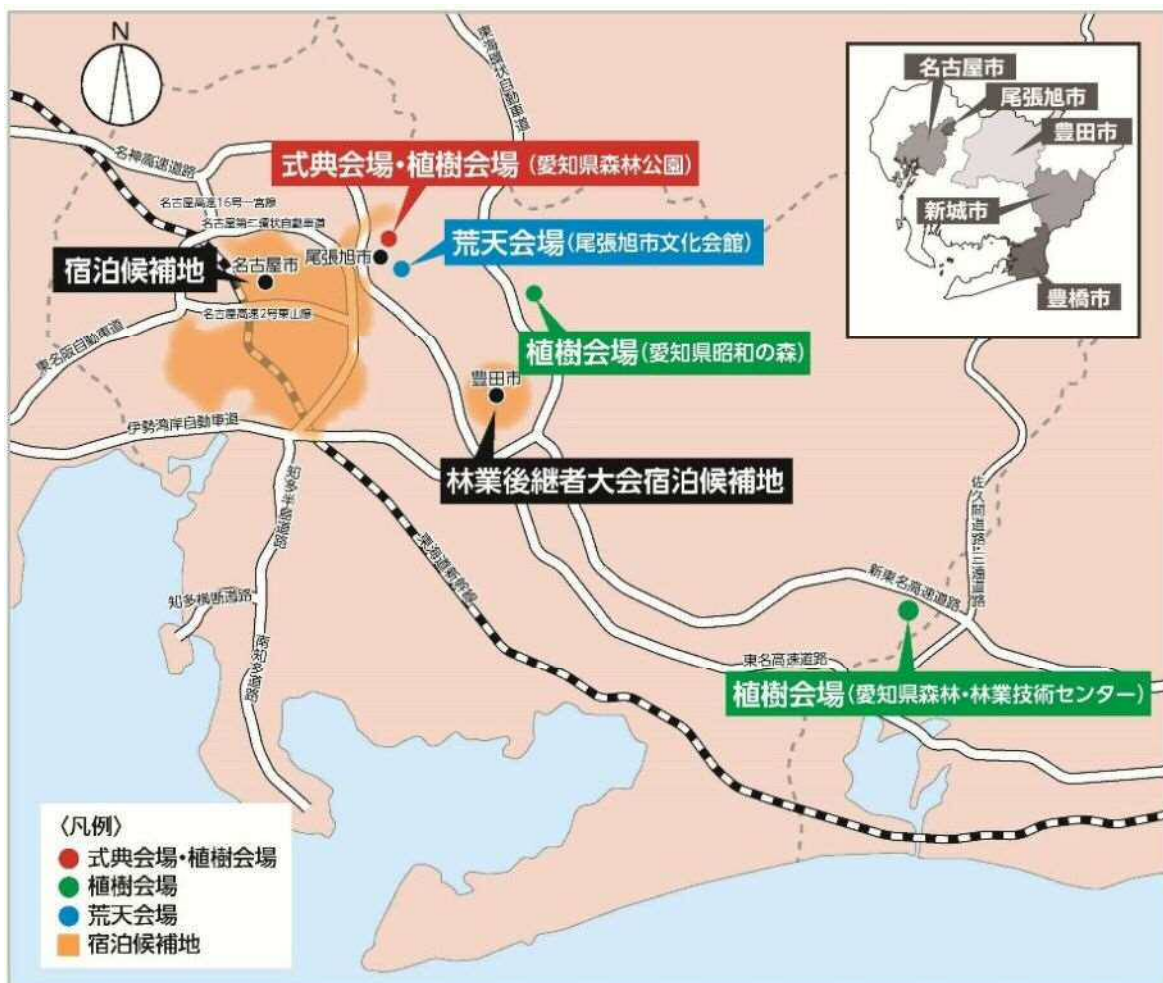 N
東海環状自動車道
名古屋市
尾張旭市
豊田市
新城市
豊橋市
名神高速道路
式典会場・植樹会場（愛知県森林公園）
名古屋高速16号一宮線
名古屋第二環状自動車道
荒天会場（尾張旭市文化会館）
尾張旭市
宿泊候補地
名古屋市
名古屋高速2号東山線
植樹会場（愛知県昭和の森）
東名阪自動車道
豊田市
伊勢湾岸自動車道
林業後継者大会宿泊候補地
知多半島道路
佐久間道路・三遠道路
東海道新幹線
新東名高速道路
知多横断道路
南知多道路
東名高速道路
植樹会場（愛知県森林・林業技術センター）
〈凡例〉
式典会場・植樹会場
植樹会場
荒天会場
宿泊候補地